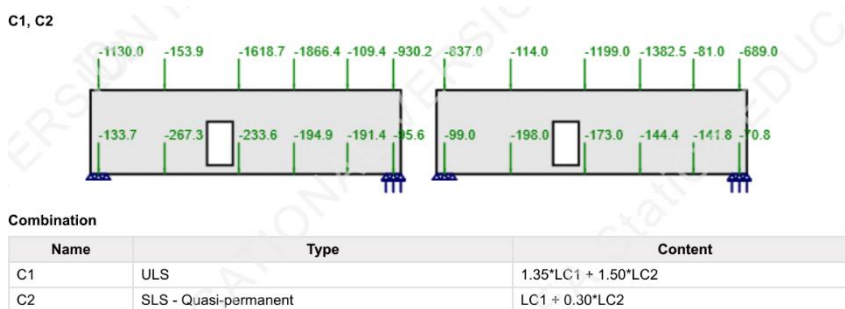 C1, C2
-1130.0 -153.9 -1618.7 -1866.4 -109.4 -930.2 -837.0 -114.0 -1199.0 -1382.5 -81.0 -689.0
-133.7 -267.3 -233.6 -194.9 -191.4 -95.6 -99.0 -198.0 -173.0 -144.4 -141.8 -70.8
Combination
Name Type Content
C1 ULS 1.35*LC1 + 1.50*LC2
C2 SLS - Quasi-permanent LC1 + 0.30*LC2